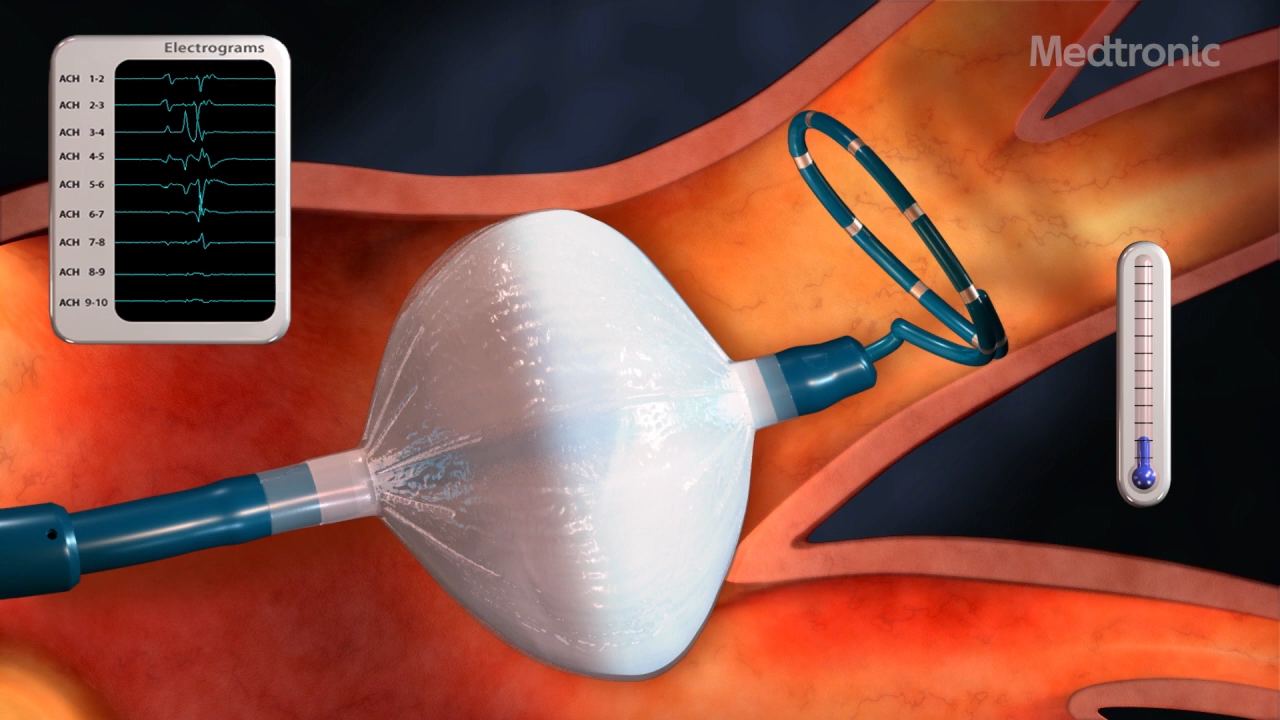 Electrograms
ACH 1-2
ACH 2-3
ACH 3-4
ACH 4-5
ACH 5-6
ACH 6-7
ACH 7-8
ACH 8-9
ACH 9-10
Medtronic